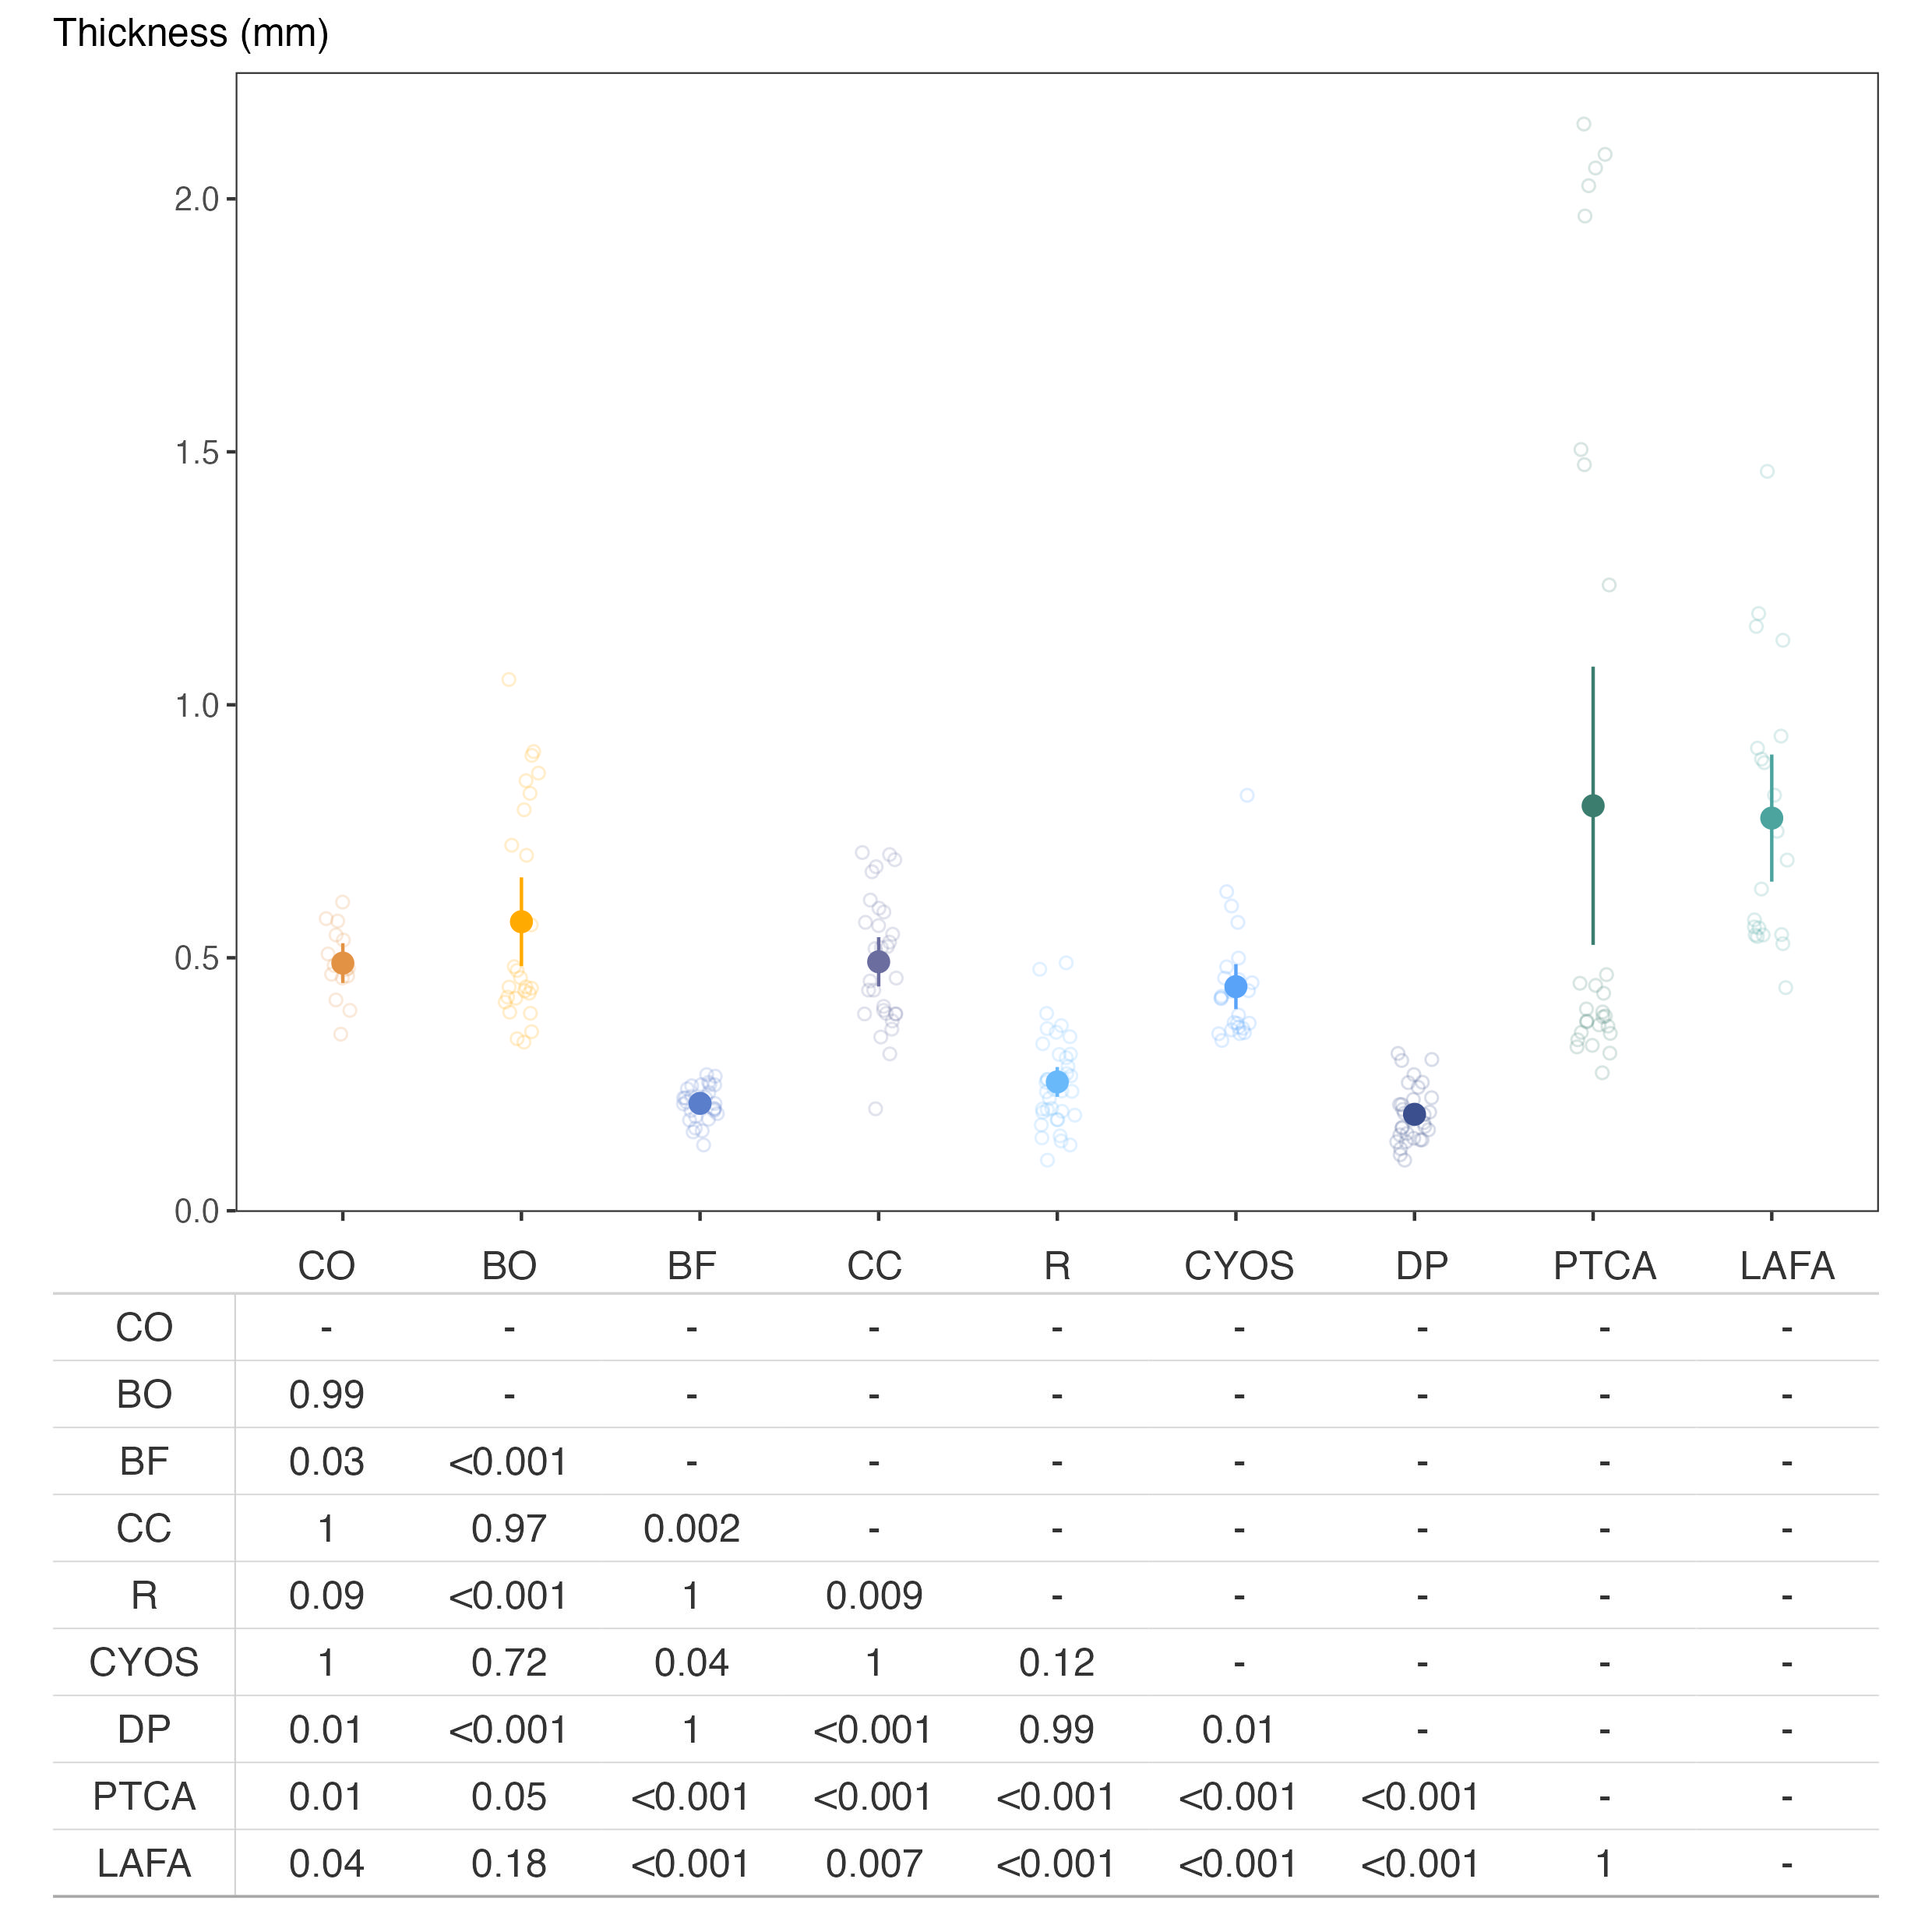 Thickness (mm)
2.0
1.5
1.0
0.5
0.0
CO BO BF CC R CYOS DP PTCA LAFA
CO - - - - - - - - -
BO 0.99 - - - - - - - -
BF 0.03 <0.001 - - - - - - -
CC 1 0.97 0.002 - - - - - -
R 0.09 <0.001 1 0.009 - - - - -
CYOS 1 0.72 0.04 1 0.12 - - - -
DP 0.01 <0.001 1 <0.001 0.99 0.01 - - -
PTCA 0.01 0.05 <0.001 <0.001 <0.001 <0.001 <0.001 - -
LAFA 0.04 0.18 <0.001 0.007 <0.001 <0.001 <0.001 1 -